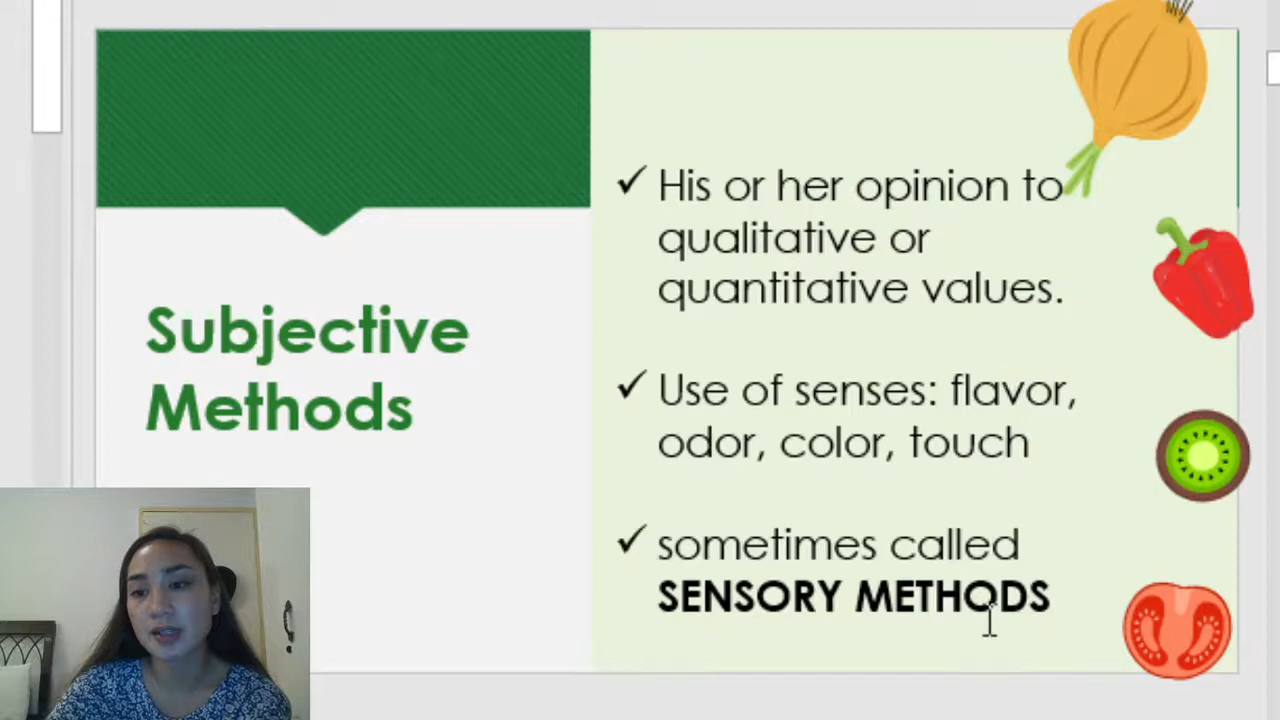 Subjective
Methods
✓ His or her opinion to
qualitative or
quantitative values.
✓ Use of senses: flavor,
odor, color, touch
✓ sometimes called
SENSORY METHODS